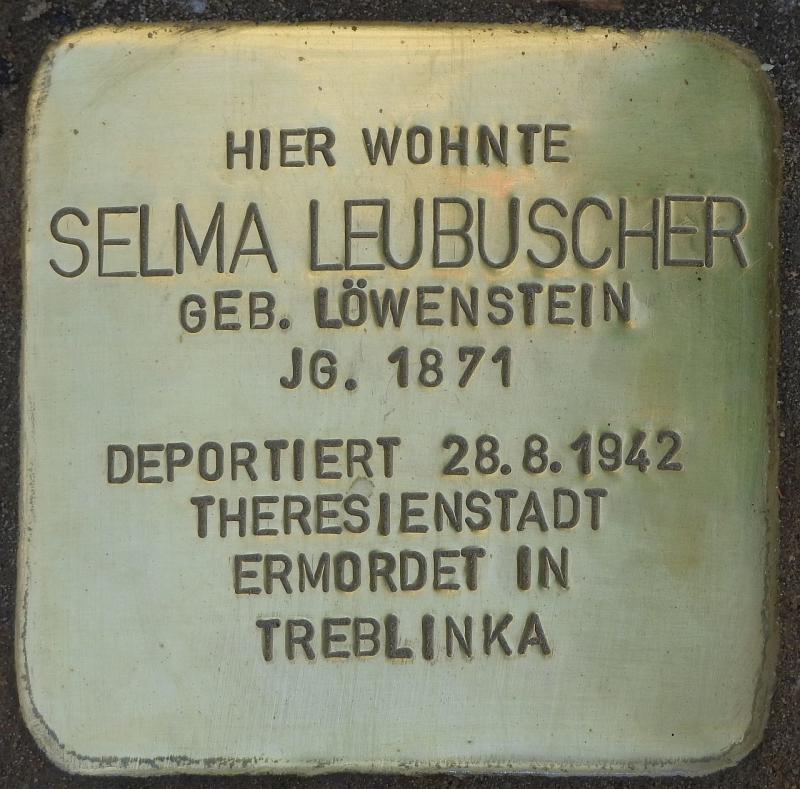 HIER WOHNTE
SELMA LEUBUSCHER
GEB. LÖWENSTEIN
JG. 1871
DEPORTIERT 28.8.1942
THERESIENSTADT
ERMORDET IN
TREBLINKA